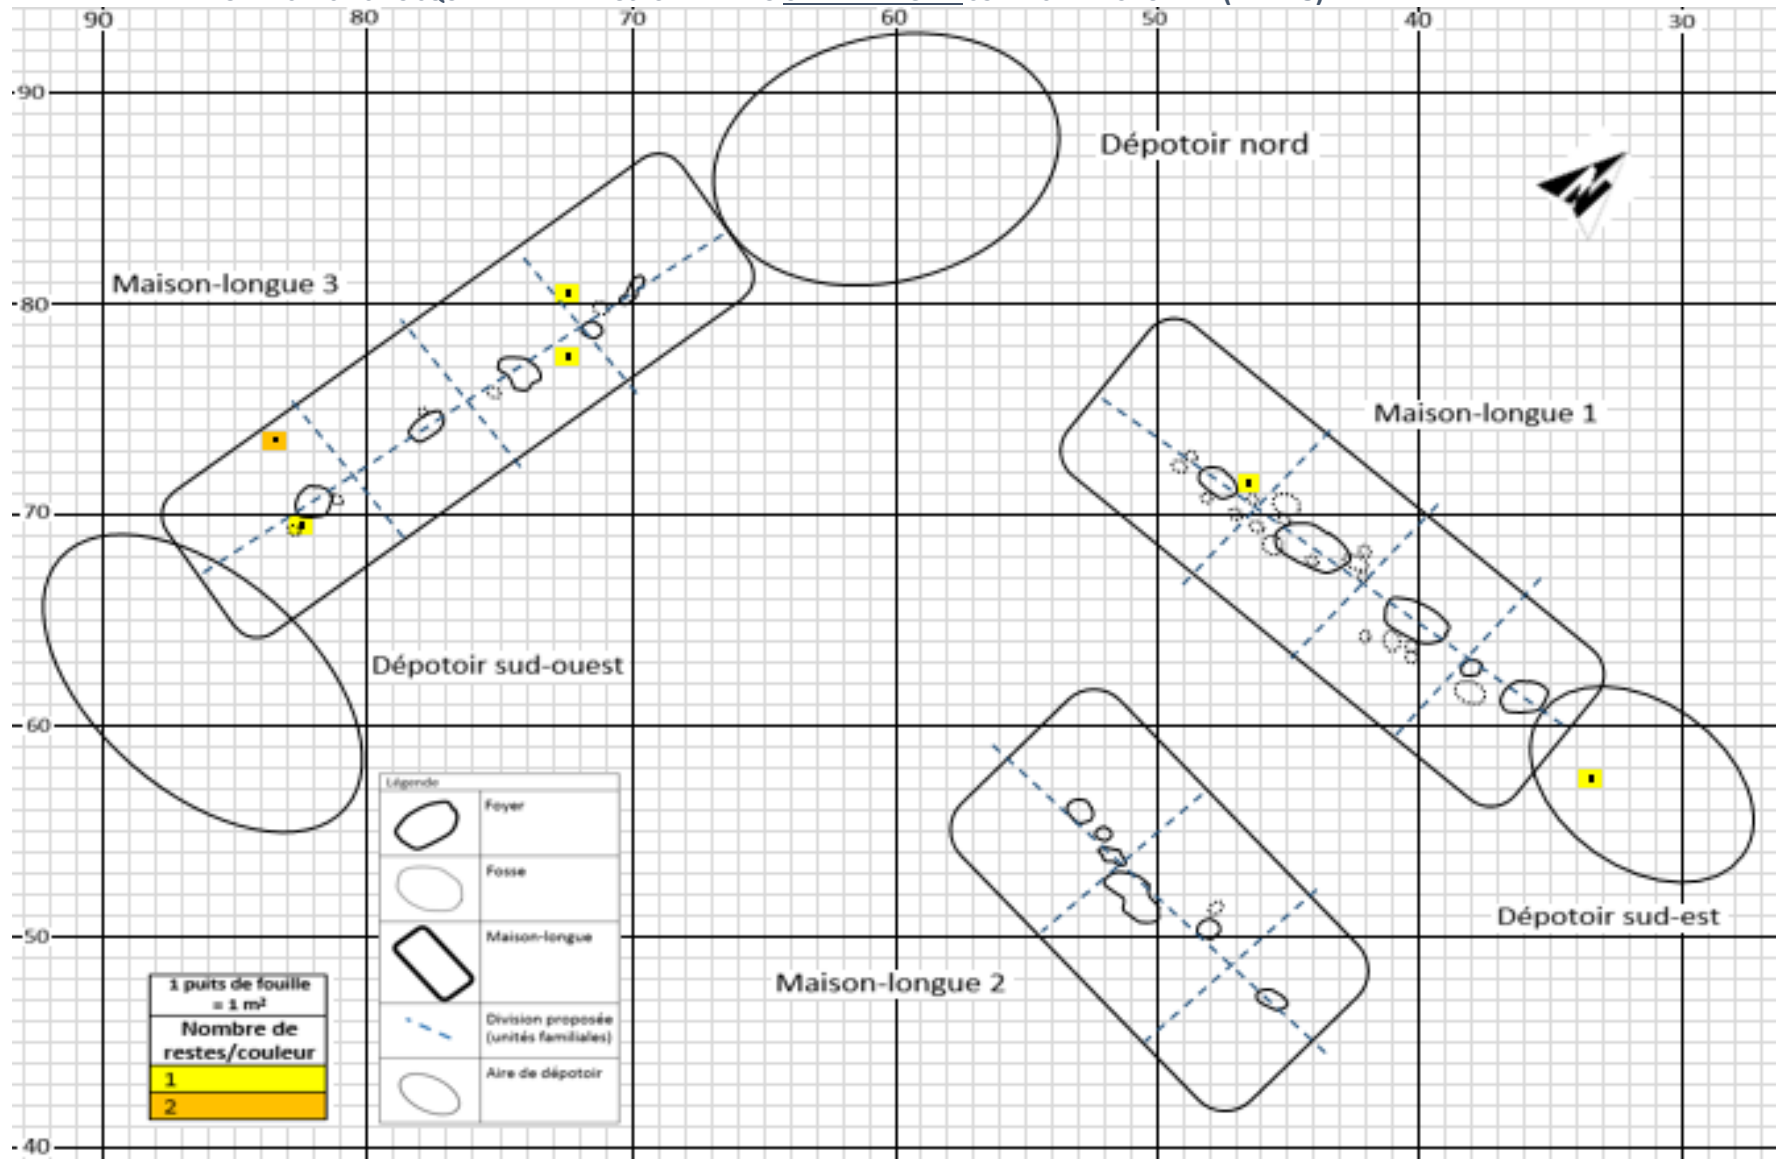 90 80 70 60 50 40 30
90
Dépotoir nord
Maison-longue 3
80
Maison-longue 1
70
Dépotoir sud-ouest
60
Légende
Foyer
Fosse
Maison-longue
Division proposée
(unités familiales)
Aire de dépotoir
Dépotoir sud-est
50
Maison-longue 2
1 puits de fouille
= 1 m²
Nombre de
restes/couleur
1
2
40